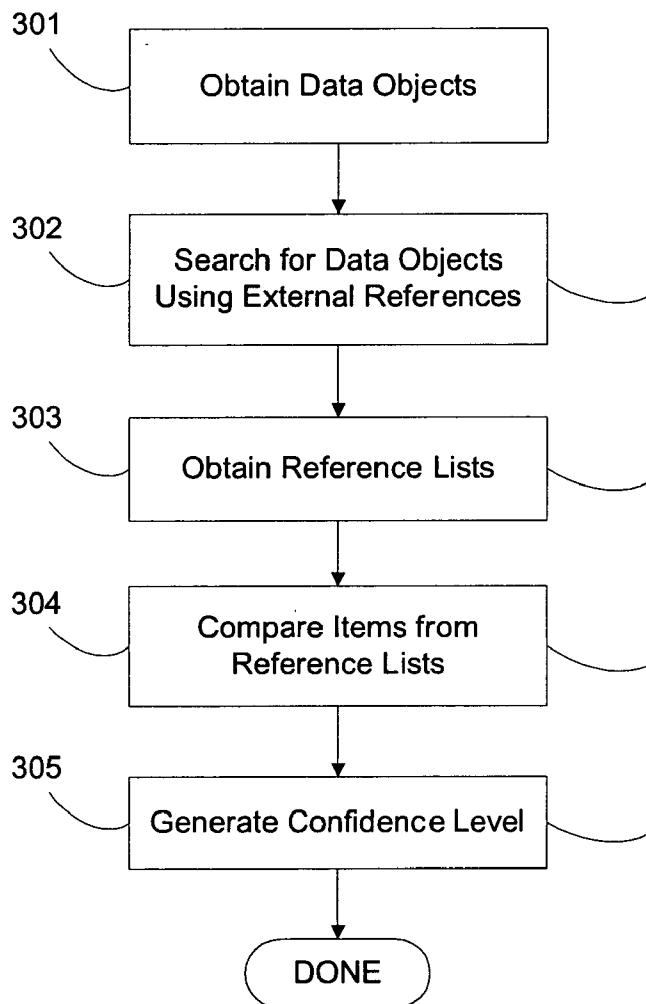 301
Obtain Data Objects
302
Search for Data Objects
Using External References
303
Obtain Reference Lists
304
Compare Items from
Reference Lists
305
Generate Confidence Level
DONE